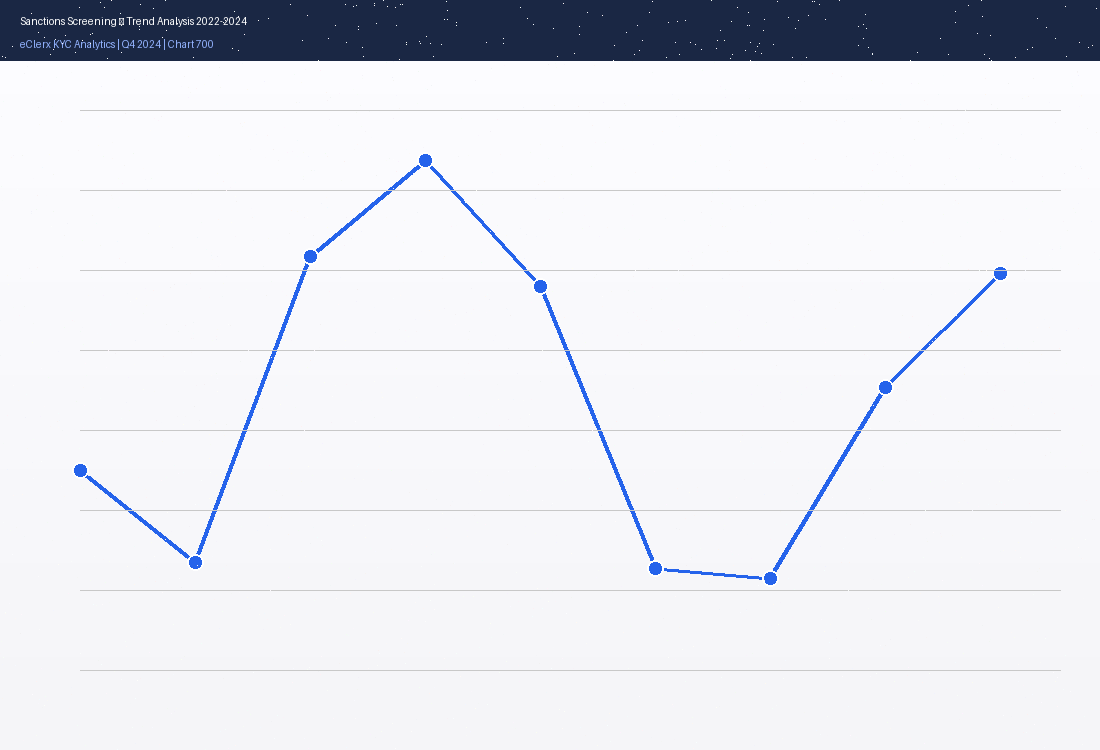 Sanctions Screening ▯ Trend Analysis 2022-2024
eClerx KYC Analytics | Q4 2024 | Chart 700